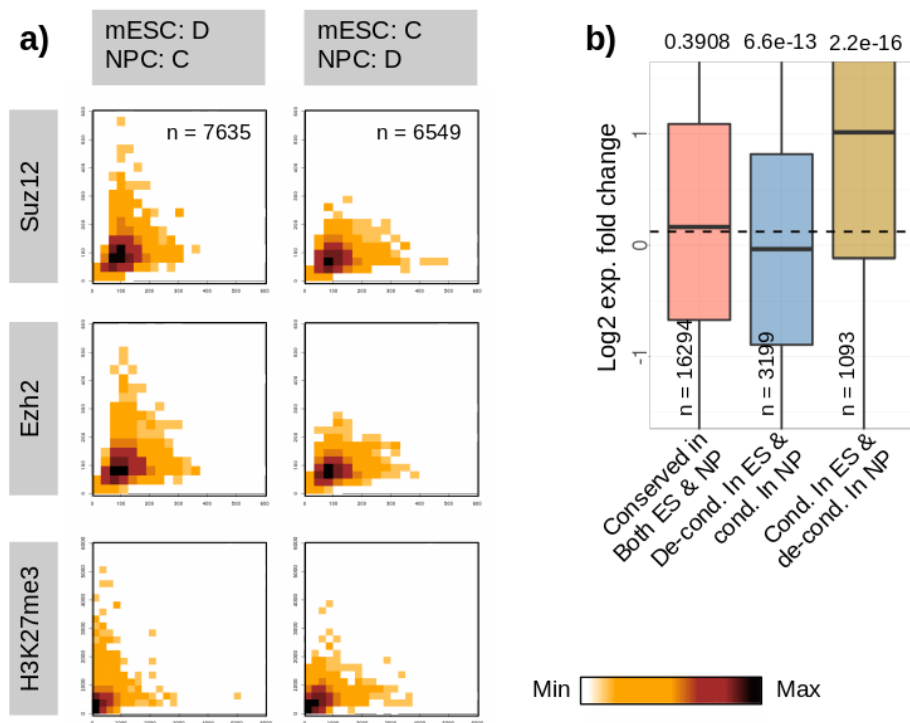 a)
mESC: D
NPC: C
mESC: C
NPC: D
Suz12
n = 7635
n = 6549
Ezh2
H3K27me3
b)
0.3908 6.6e-13 2.2e-16
Log2 exp. fold change
1
0
-1
n = 16294
n = 3199
n = 1093
Conserved in
Both ES & NP
De-cond. In ES &
cond. In NP
Cond. In ES &
de-cond. In NP
Min
Max